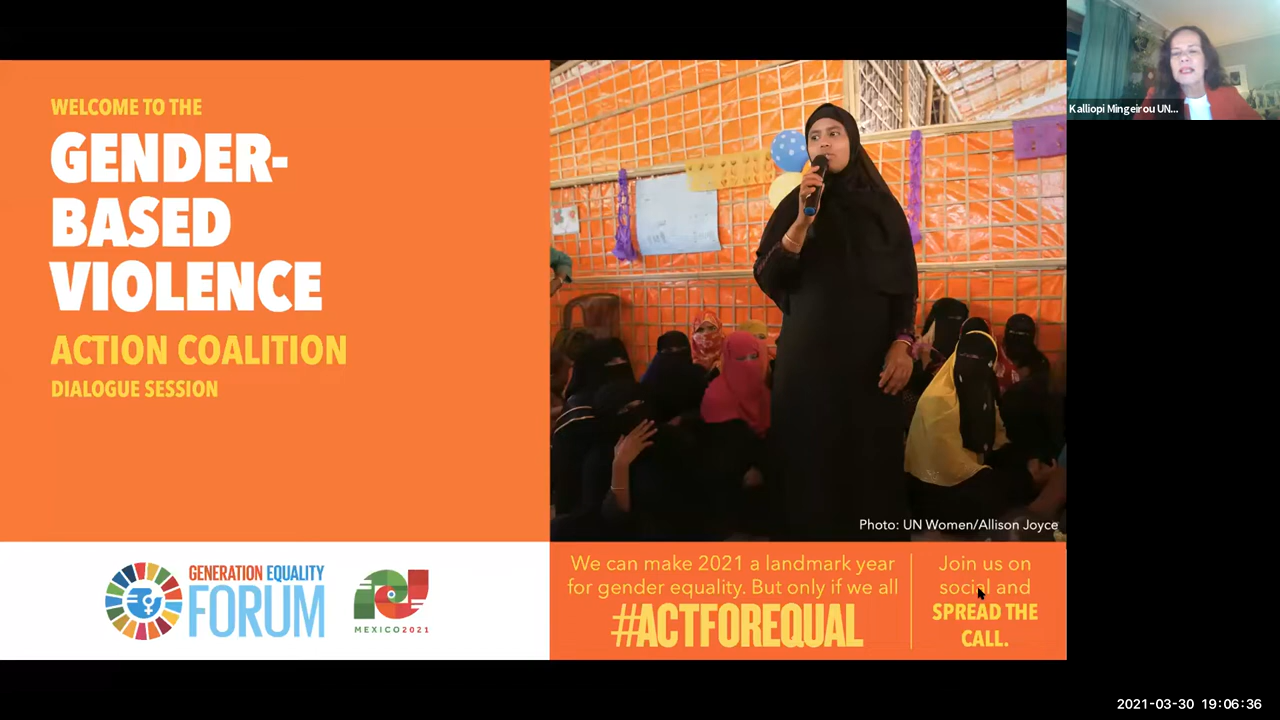 WELCOME TO THE
GENDER-
BASED
VIOLENCE
ACTION COALITION
DIALOGUE SESSION
Photo: UN Women/Allison Joyce
GENERATION EQUALITY
FORUM
MEXICO2021
We can make 2021 a landmark year
for gender equality. But only if we all
#ACTFOREQUAL
Join us on
social and
SPREAD THE
CALL.
Kalliopi Mingeirou UN...
2021-03-30 19:06:36